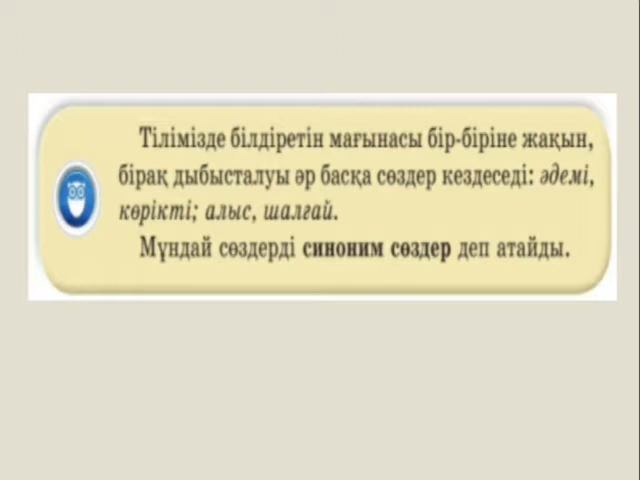 Тілімізде білдіретін мағынасы бір-біріне жақын,
бірақ дыбысталуы әр басқа сөздер кездеседі: әдемі,
көрікті; алыс, шалғай.
Мұндай сөздерді синоним сөздер деп атайды.